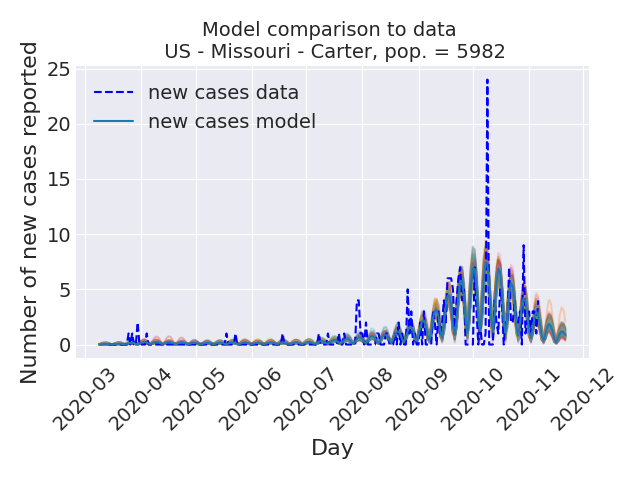 Model comparison to data
US - Missouri - Carter, pop. = 5982
Number of new cases reported
25
20
15
10
5
0
new cases data
new cases model
2020-03
2020-04
2020-05
2020-06
2020-07
2020-08
2020-09
2020-10
2020-11
2020-12
Day